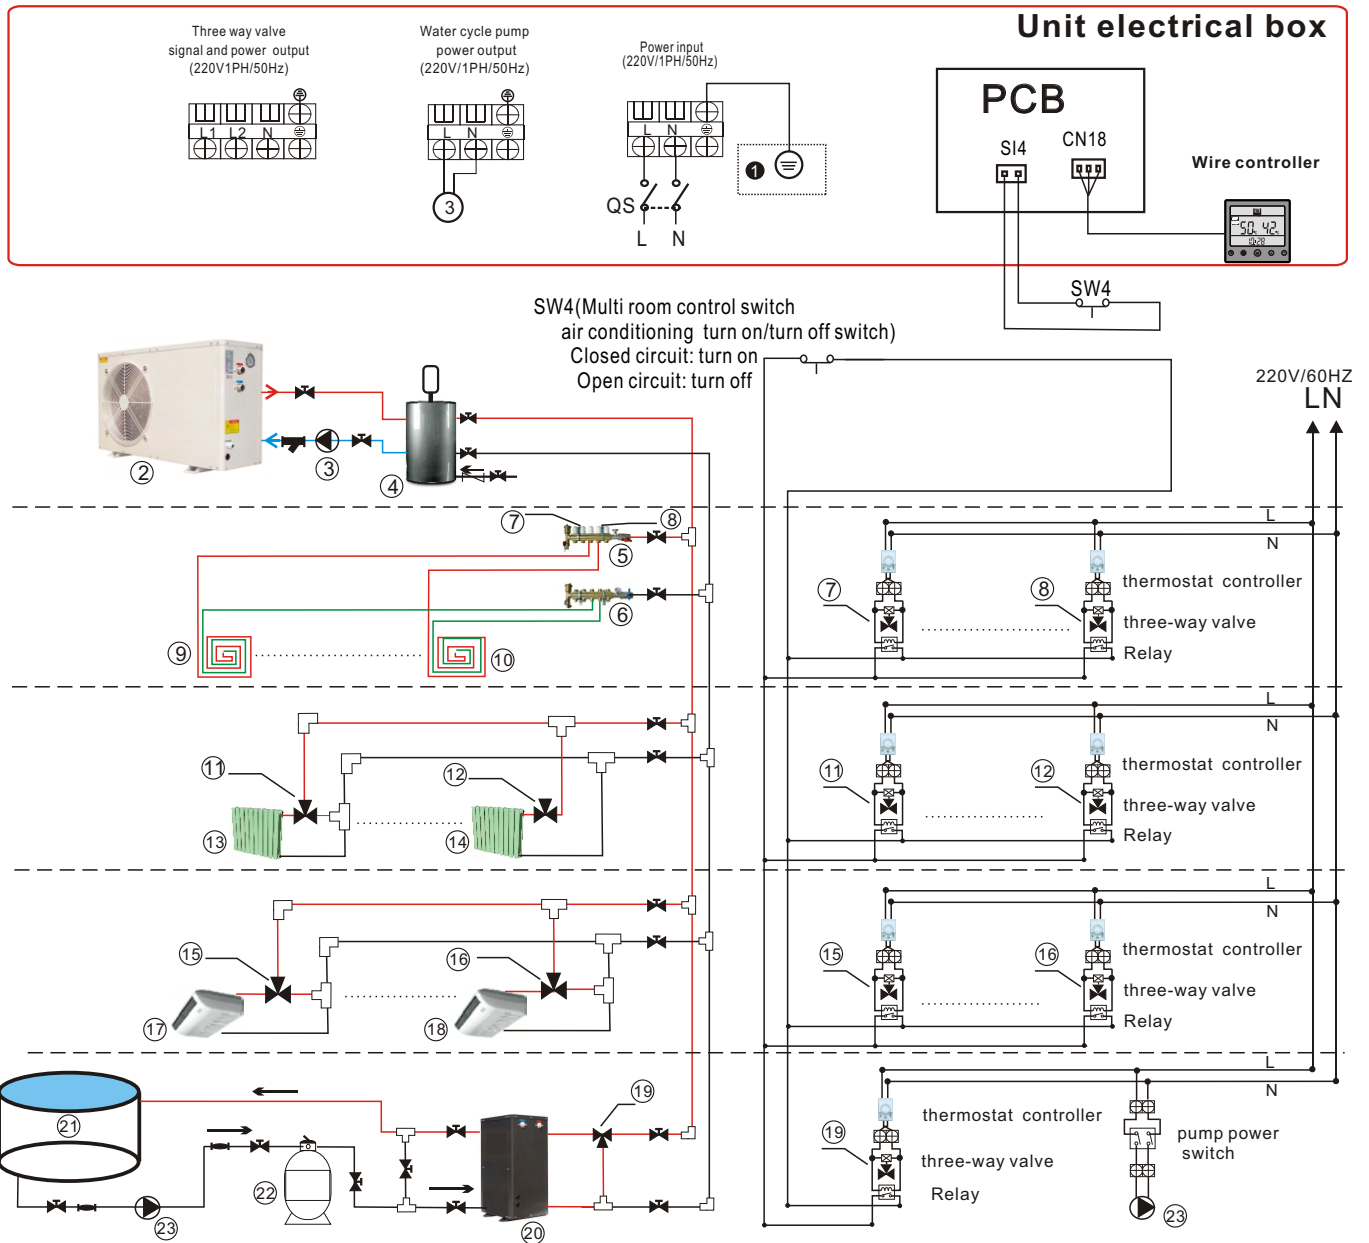 Unit electrical box
Three way valve
signal and power output
(220V1PH/50Hz)
L1 L2 N
Water cycle pump
power output
(220V/1PH/50Hz)
L N
3
Power input
(220V/1PH/50Hz)
L N
1
QS
L N
PCB
SI4
CN18
Wire controller
SW4
SW4(Multi room control switch
air conditioning turn on/turn off switch)
Closed circuit: turn on
Open circuit: turn off
220V/60HZ
LN
2
3
4
7
8
5
6
9
10
L
N
7
8
thermostat controller
three-way valve
Relay
11
12
13
14
L
N
11
12
thermostat controller
three-way valve
Relay
15
16
17
18
L
N
15
16
thermostat controller
three-way valve
Relay
19
21
22
23
20
L
N
19
thermostat controller
three-way valve
Relay
pump power
switch
23